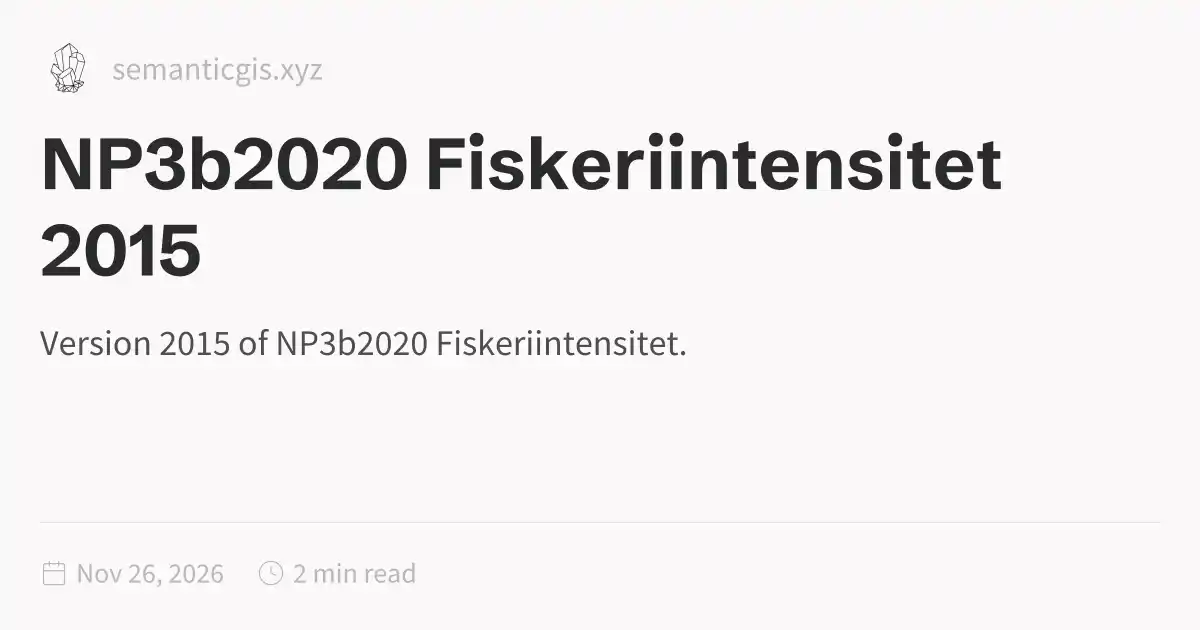 semanticgis.xyz
NP3b2020 Fiskeriintensitet
2015
Version 2015 of NP3b2020 Fiskeriintensitet.
Nov 26, 2026 2 min read